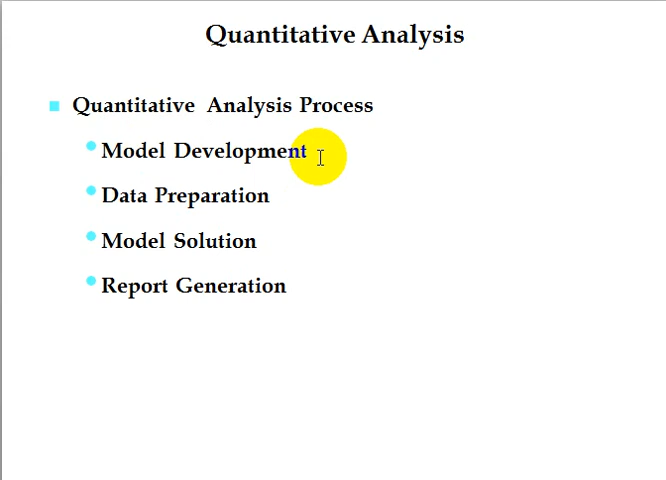 Quantitative Analysis
Quantitative Analysis Process
Model Development
Data Preparation
Model Solution
Report Generation